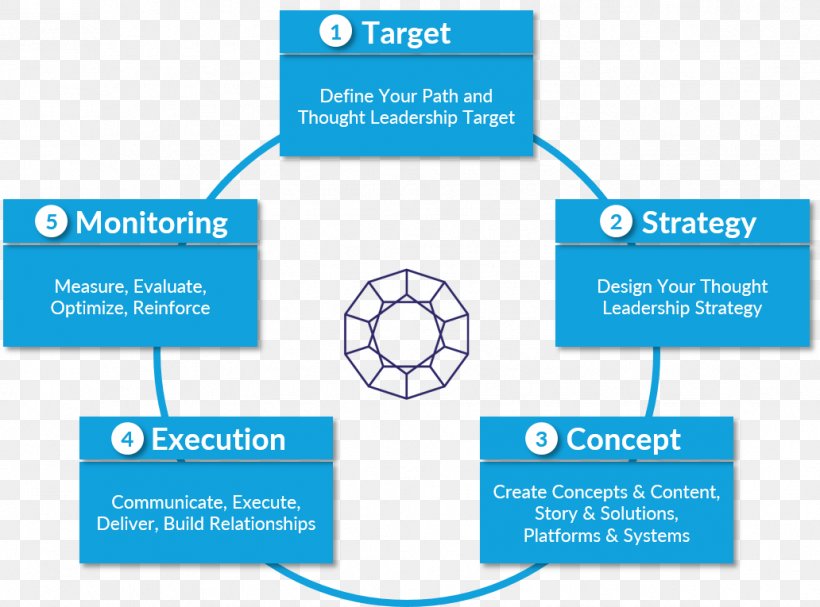 1 Target
Define Your Path and
Thought Leadership Target
2 Strategy
Design Your Thought
Leadership Strategy
3 Concept
Create Concepts & Content,
Story & Solutions,
Platforms & Systems
4 Execution
Communicate, Execute,
Deliver, Build Relationships
5 Monitoring
Measure, Evaluate,
Optimize, Reinforce